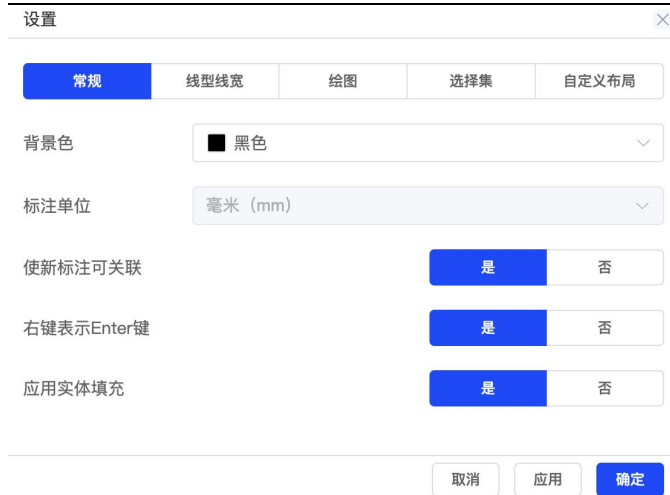 设置
常规 线型线宽 绘图 选择集 自定义布局
背景色 黑色
标注单位 毫米（mm）
使新标注可关联 是 否
右键表示Enter键 是 否
应用实体填充 是 否
取消 应用 确定